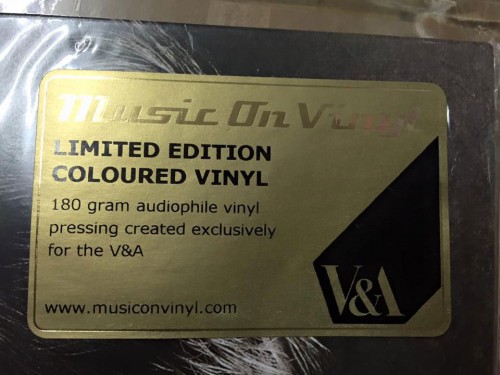 Music On Vinyl
LIMITED EDITION
COLOURED VINYL
180 gram audiophile vinyl
pressing created exclusively
for the V&A
www.musiconvinyl.com
V&A